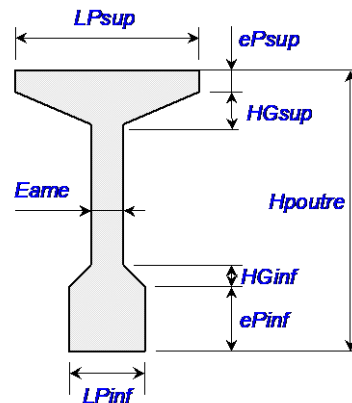 LPsup
ePsup
HGsup
Eame
Hpoutre
HGinf
ePinf
LPinf